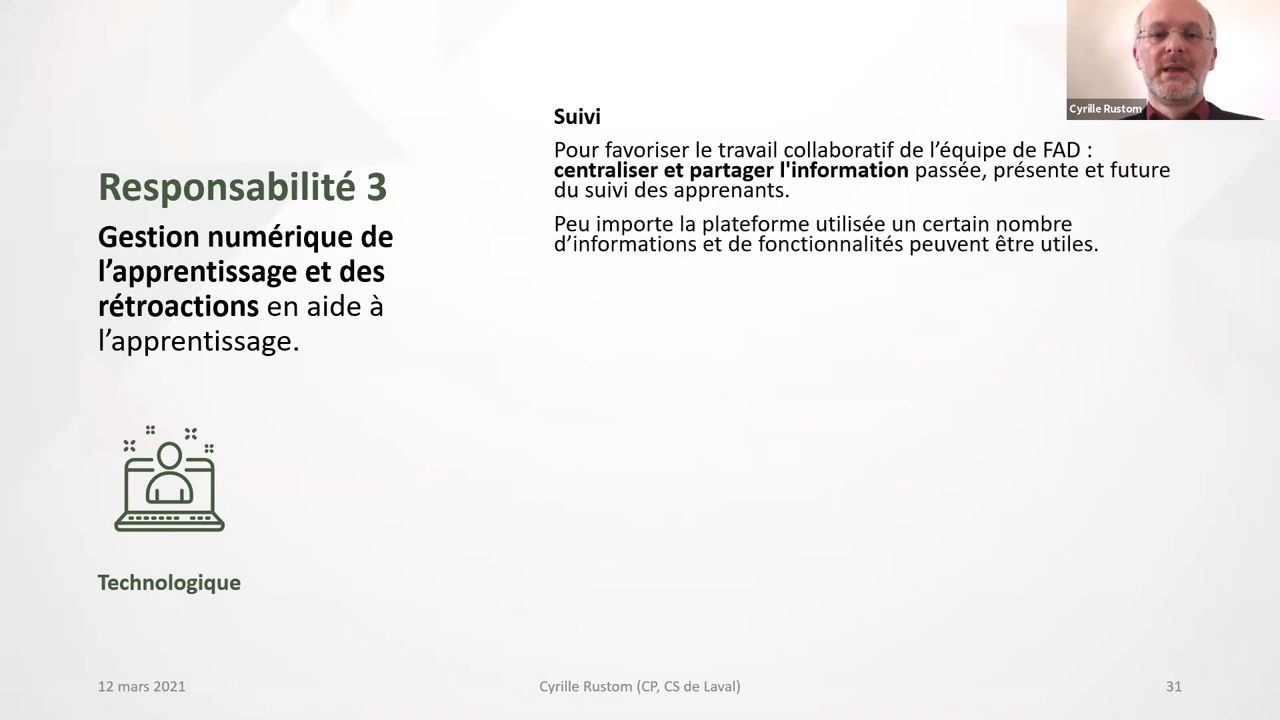 Cyrille Rustom
Responsabilité 3
Gestion numérique de
l’apprentissage et des
rétroactions en aide à
l’apprentissage.
Technologique
Suivi
Pour favoriser le travail collaboratif de l’équipe de FAD :
centraliser et partager l'information passée, présente et future
du suivi des apprenants.
Peu importe la plateforme utilisée un certain nombre
d’informations et de fonctionnalités peuvent être utiles.
12 mars 2021
Cyrille Rustom (CP, CS de Laval)
31